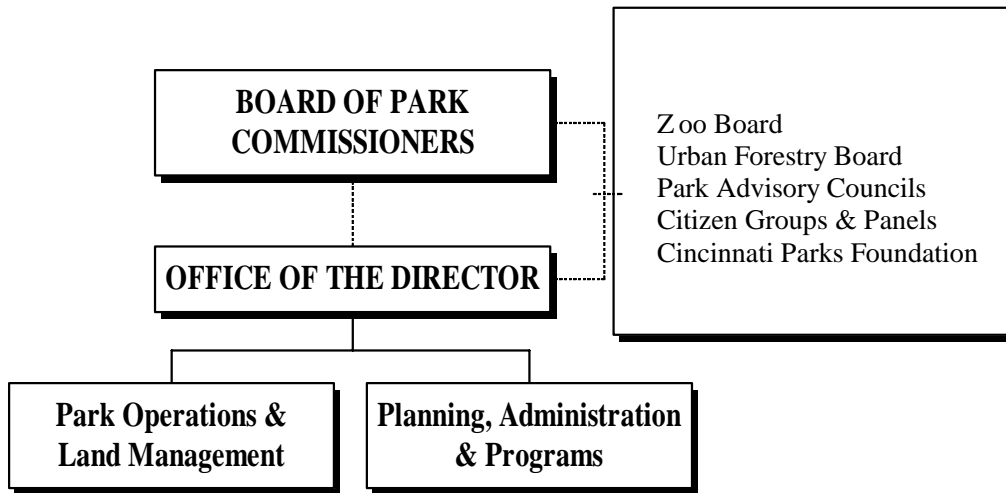 BOARD OF PARK
COMMISSIONERS
Zoo Board
Urban Forestry Board
Park Advisory Councils
Citizen Groups & Panels
Cincinnati Parks Foundation
OFFICE OF THE DIRECTOR
Park Operations &
Land Management
Planning, Administration
& Programs